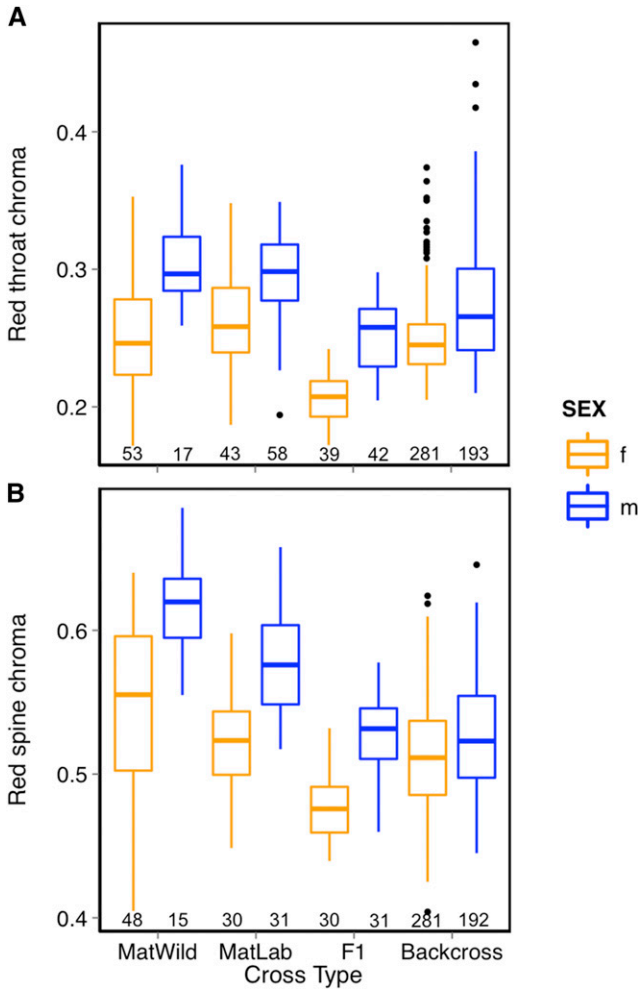 A
Red throat chroma
0.4
0.3
0.2
53 17 43 58 39 42 281 193
SEX
f
m
B
Red spine chroma
0.6
0.5
0.4
48 15 30 31 30 31 281 192
MatWild MatLab F1 Backcross
Cross Type